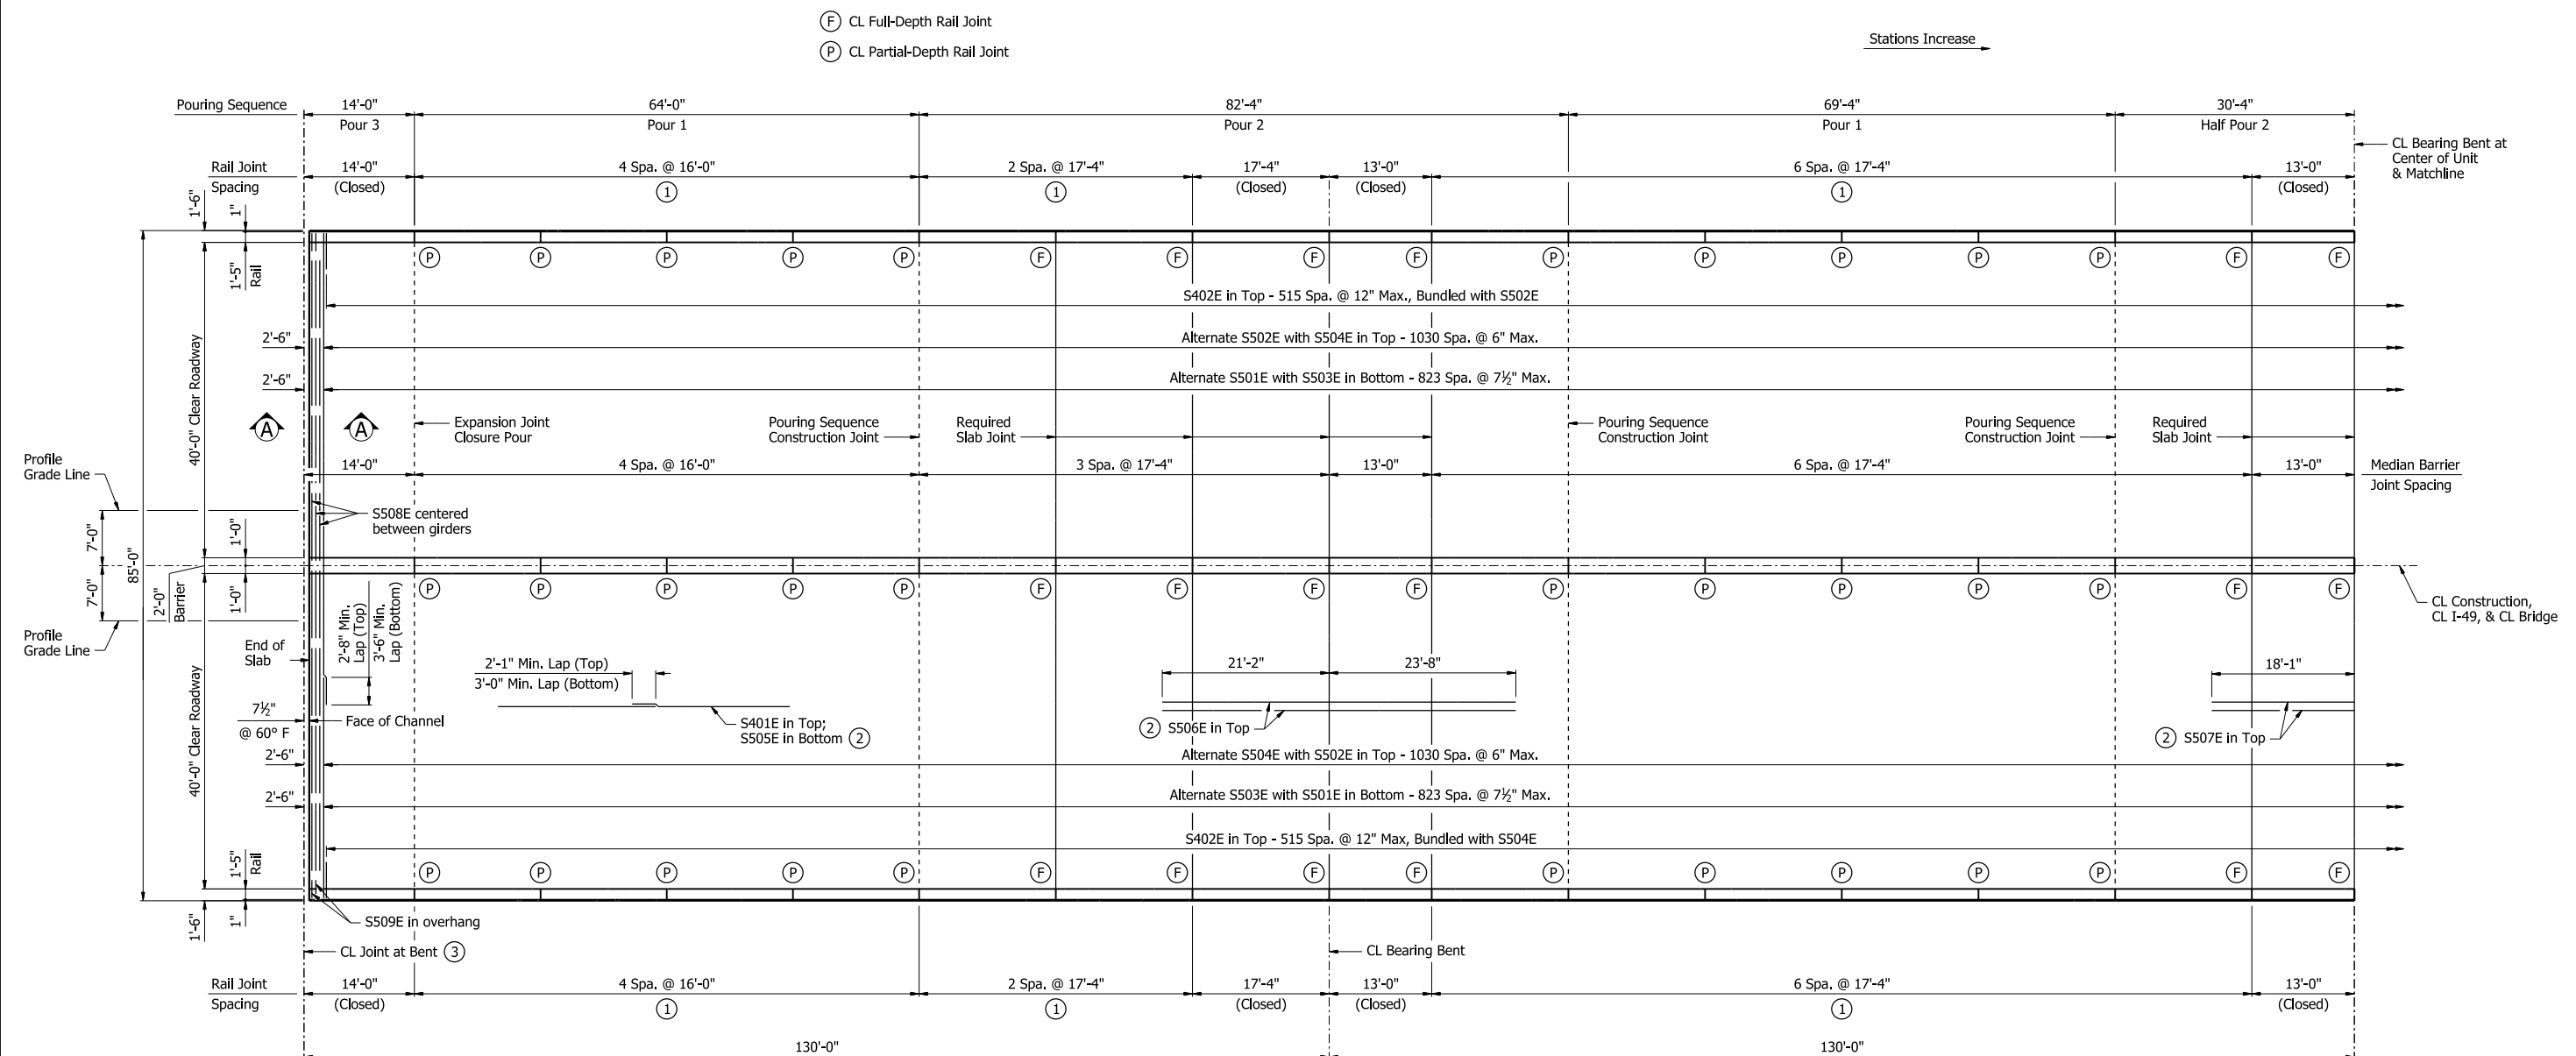 F CL Full-Depth Rail Joint
P CL Partial-Depth Rail Joint
Stations Increase
Pouring Sequence 14'-0" 64'-0" 82'-4" 69'-4" 30'-4"
Pour 3 Pour 1 Pour 2 Pour 1 Half Pour 2
CL Bearing Bent at
Center of Unit
& Matchline
Rail Joint 14'-0" 4 Spa. @ 16'-0" 2 Spa. @ 17'-4" 17'-4" 13'-0" 6 Spa. @ 17'-4" 13'-0"
Spacing (Closed) 1 1 (Closed) (Closed) 1 (Closed)
1'-6" 1"
P P P P P F F F F P P P P P F F
1'-5"
Rail
S402E in Top - 515 Spa. @ 12" Max., Bundled with S502E
2'-6" Alternate S502E with S504E in Top - 1030 Spa. @ 6" Max.
2'-6" Alternate S501E with S503E in Bottom - 823 Spa. @ 7½" Max.
40'-0" Clear Roadway
A A
Expansion Joint
Closure Pour
Pouring Sequence
Construction Joint
Required
Slab Joint
Pouring Sequence
Construction Joint
Pouring Sequence
Construction Joint
Required
Slab Joint
Profile
Grade Line
14'-0" 4 Spa. @ 16'-0" 3 Spa. @ 17'-4" 13'-0" 6 Spa. @ 17'-4" 13'-0" Median Barrier
Joint Spacing
S508E centered
between girders
7'-0" 1'-0"
85'-0"
7'-0" 1'-0"
2'-0"
Barrier
P P P P P F F F F P P P P P F F
CL Construction,
CL I-49, & CL Bridge
Profile
Grade Line
End of
Slab
2'-8" Min.
Lap (Top)
3'-6" Min.
Lap (Bottom)
2'-1" Min. Lap (Top)
3'-0" Min. Lap (Bottom)
21'-2" 23'-8" 18'-1"
7½"
@ 60° F
Face of Channel
S401E in Top;
S505E in Bottom 2
2 S506E in Top
2 S507E in Top
40'-0" Clear Roadway
2'-6" Alternate S504E with S502E in Top - 1030 Spa. @ 6" Max.
2'-6" Alternate S503E with S501E in Bottom - 823 Spa. @ 7½" Max.
S402E in Top - 515 Spa. @ 12" Max, Bundled with S504E
1'-5"
Rail
P P P P P F F F F P P P P P F F
1'-6" 1"
S509E in overhang
CL Joint at Bent 3
CL Bearing Bent
Rail Joint 14'-0" 4 Spa. @ 16'-0" 2 Spa. @ 17'-4" 17'-4" 13'-0" 6 Spa. @ 17'-4" 13'-0"
Spacing (Closed) 1 1 (Closed) (Closed) 1 (Closed)
130'-0" 130'-0"